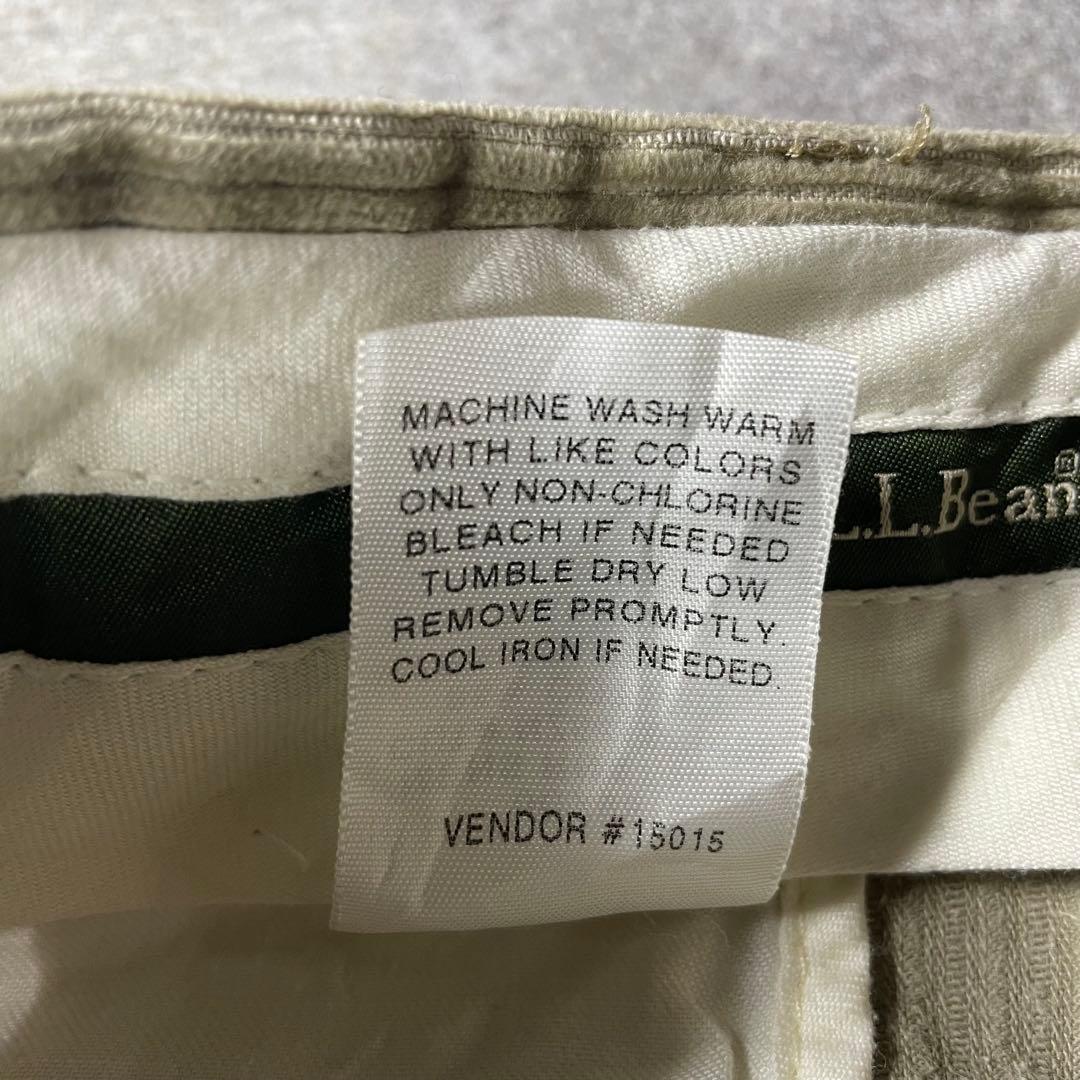 MACHINE WASH WARM
WITH LIKE COLORS
ONLY NON-CHLORINE
BLEACH IF NEEDED
TUMBLE DRY LOW
REMOVE PROMPTLY.
COOL IRON IF NEEDED.
VENDOR #15015
L.L.Bean®